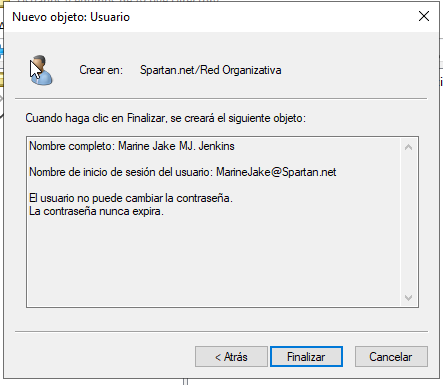 Nuevo objeto: Usuario
Crear en: Spartan.net/Red Organizativa
Cuando haga clic en Finalizar, se creará el siguiente objeto:
Nombre completo: Marine Jake MJ. Jenkins
Nombre de inicio de sesión del usuario: MarineJake@Spartan.net
El usuario no puede cambiar la contraseña.
La contraseña nunca expira.
< Atrás Finalizar Cancelar